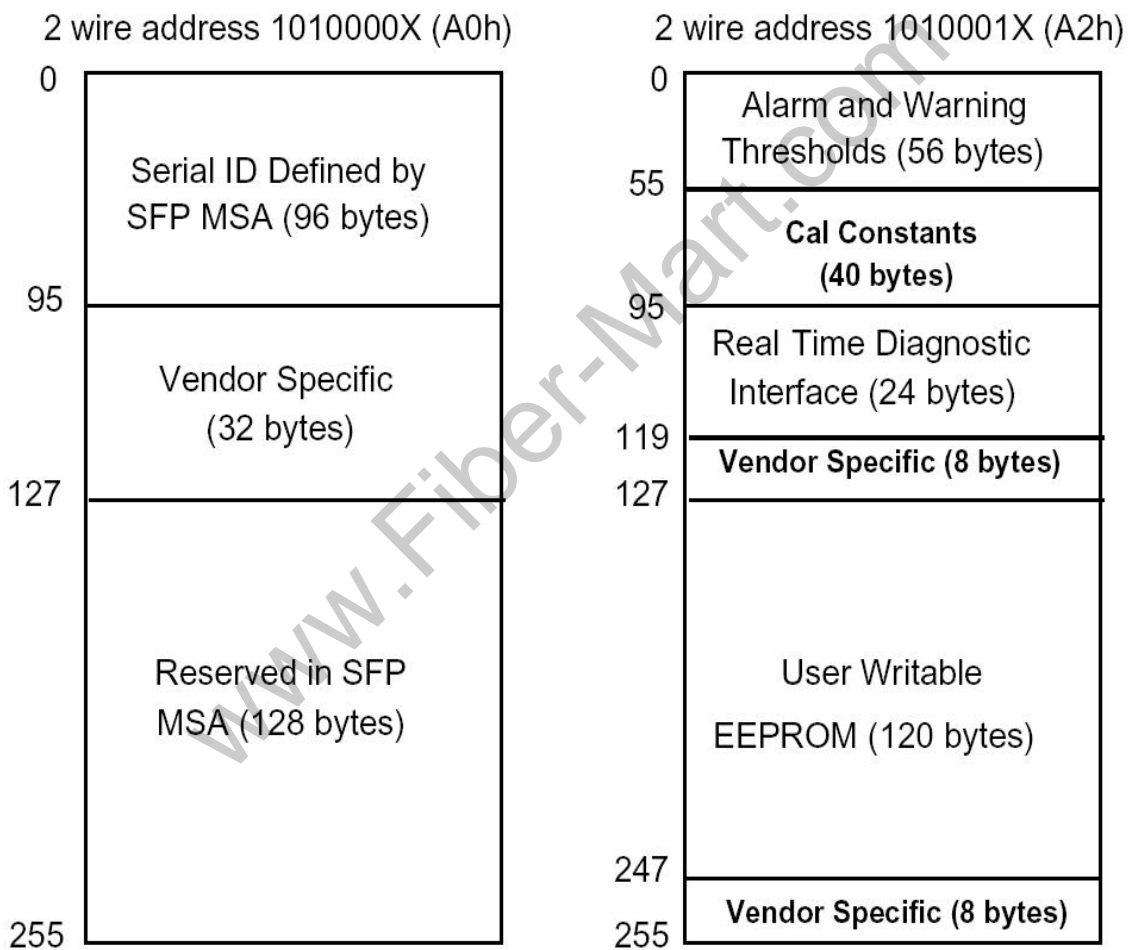 2 wire address 1010000X (A0h)
0
Serial ID Defined by
SFP MSA (96 bytes)
95
Vendor Specific
(32 bytes)
127
Reserved in SFP
MSA (128 bytes)
255
2 wire address 1010001X (A2h)
0
Alarm and Warning
Thresholds (56 bytes)
55
Cal Constants
(40 bytes)
95
Real Time Diagnostic
Interface (24 bytes)
119
Vendor Specific (8 bytes)
127
User Writable
EEPROM (120 bytes)
247
Vendor Specific (8 bytes)
255
www.Fiber-Mart.com